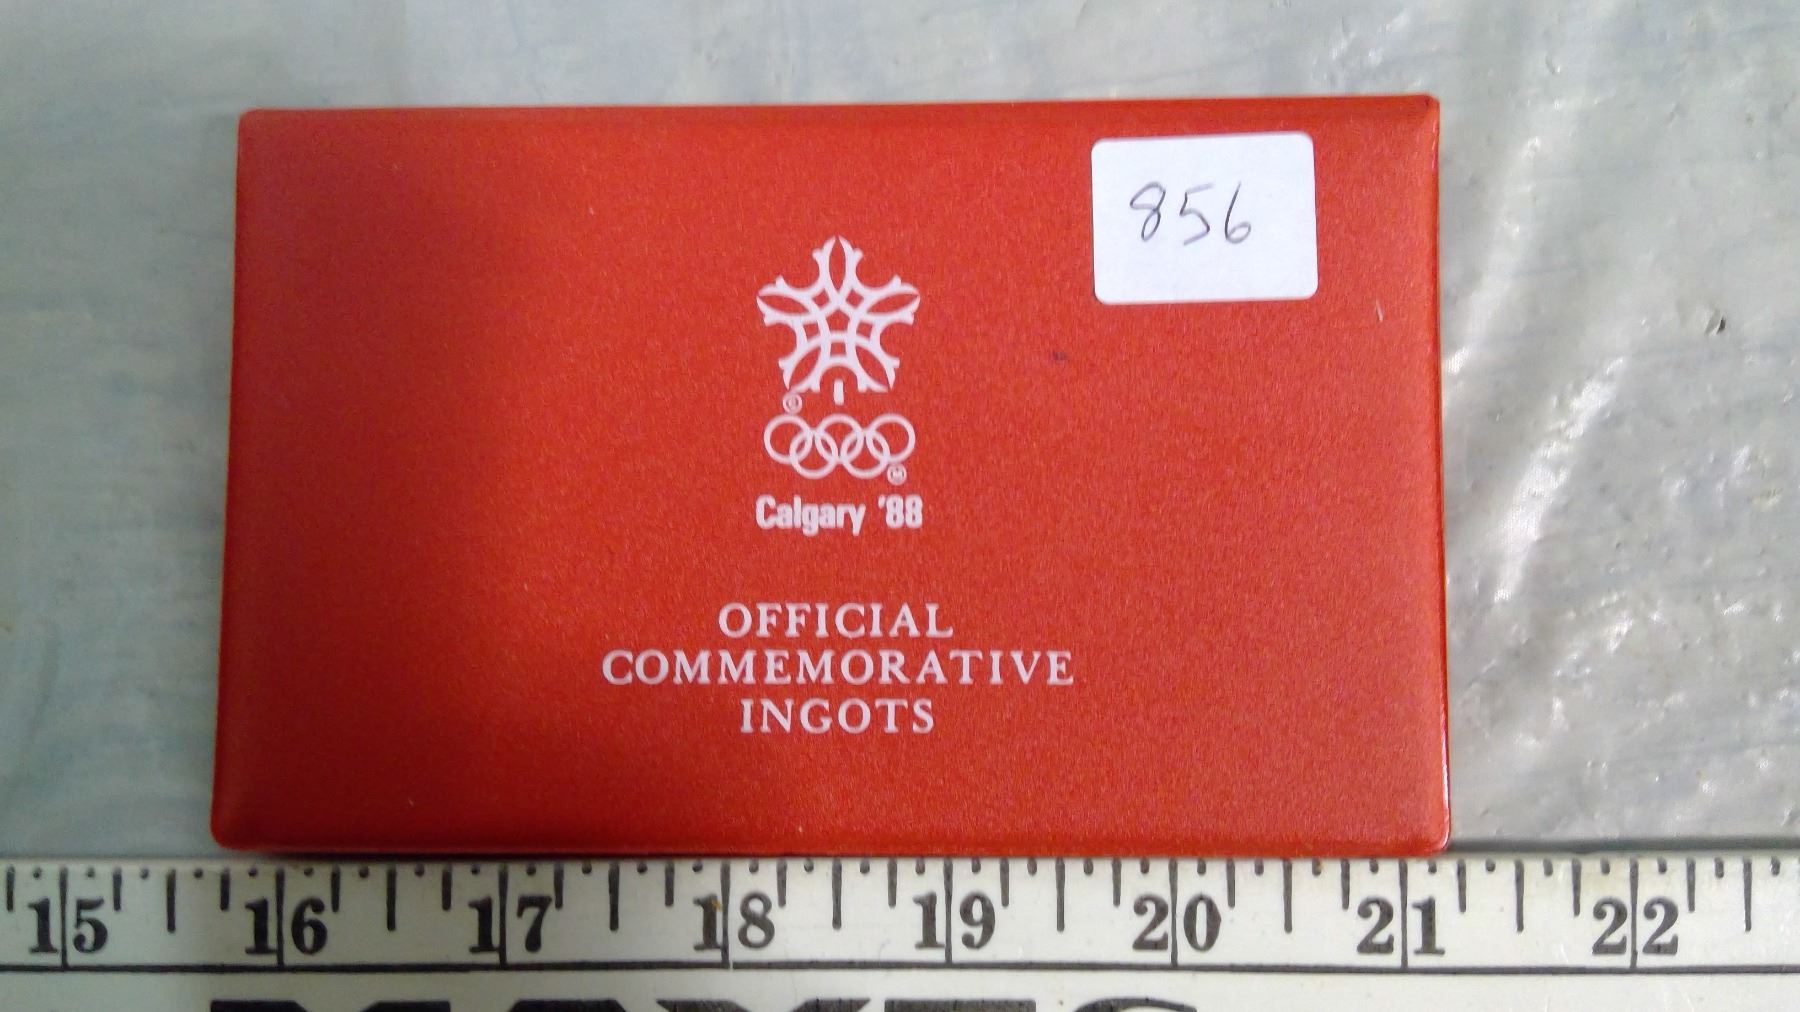 856
©
M
Calgary '88
OFFICIAL
COMMEMORATIVE
INGOTS
15 16 17 18 19 20 21 22